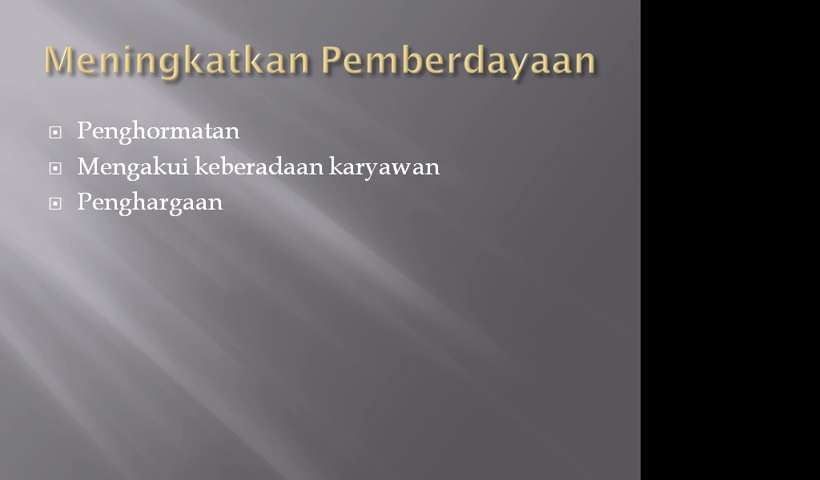 Meningkatkan Pemberdayaan
Penghormatan
Mengakui keberadaan karyawan
Penghargaan